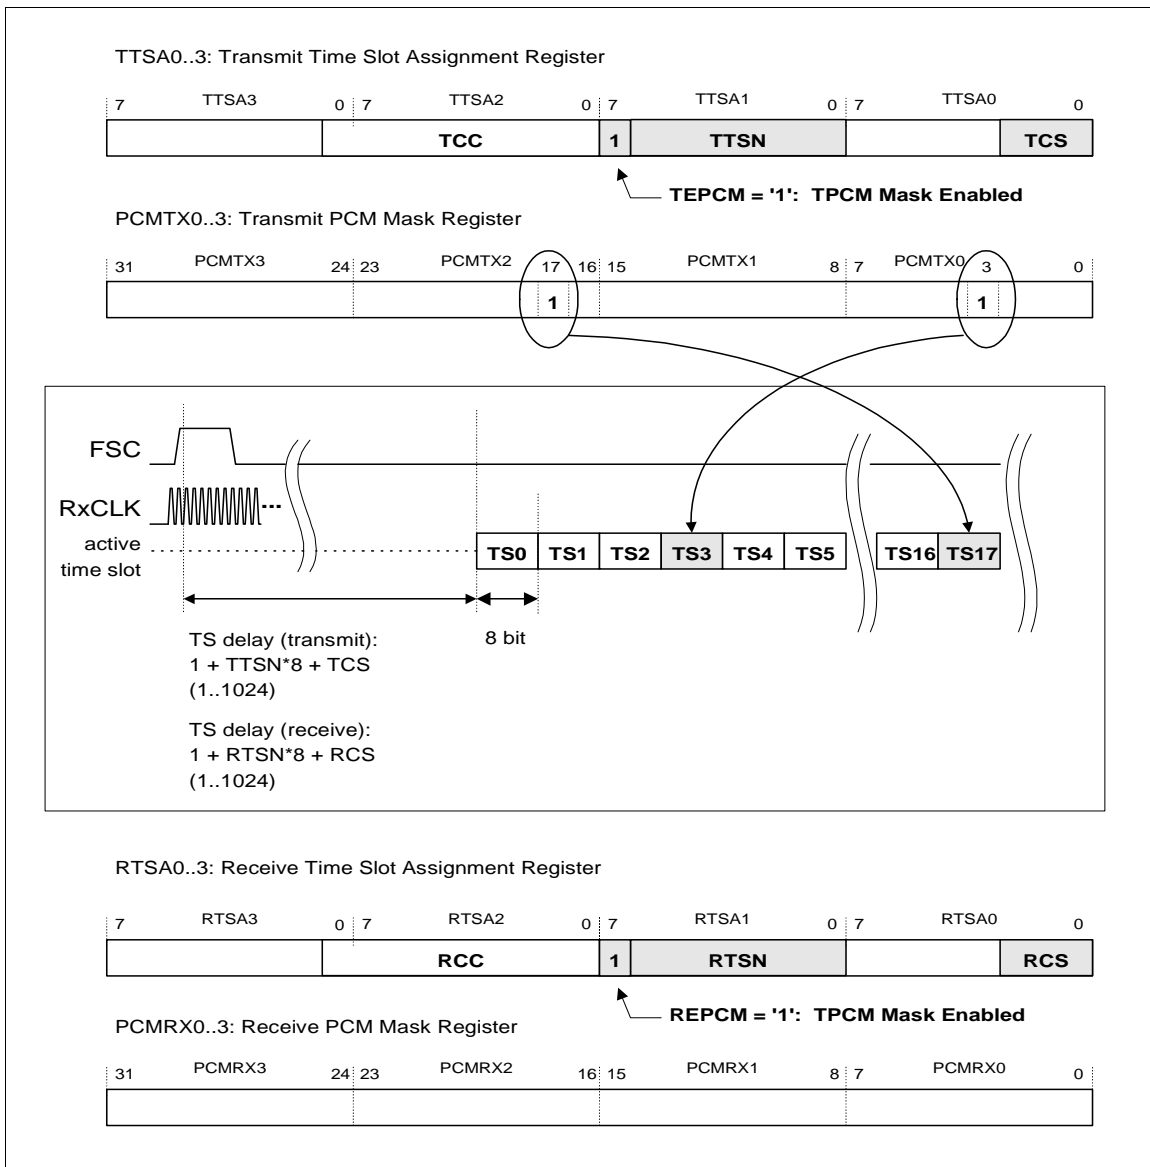 TTSA0..3: Transmit Time Slot Assignment Register
7 TTSA3 0 7 TTSA2 0 7 TTSA1 0 7 TTSA0 0
TCC 1 TTSN TCS
TEPCM = '1': TPCM Mask Enabled
PCMTX0..3: Transmit PCM Mask Register
31 PCMTX3 24 23 PCMTX2 17 16 15 PCMTX1 8 7 PCMTX0 3 0
1 1
FSC
RxCLK
active
time slot
TS0 TS1 TS2 TS3 TS4 TS5 TS16 TS17
8 bit
TS delay (transmit):
1 + TTSN*8 + TCS
(1..1024)
TS delay (receive):
1 + RTSN*8 + RCS
(1..1024)
RTSA0..3: Receive Time Slot Assignment Register
7 RTSA3 0 7 RTSA2 0 7 RTSA1 0 7 RTSA0 0
RCC 1 RTSN RCS
REPCM = '1': TPCM Mask Enabled
PCMRX0..3: Receive PCM Mask Register
31 PCMRX3 24 23 PCMRX2 16 15 PCMRX1 8 7 PCMRX0 0